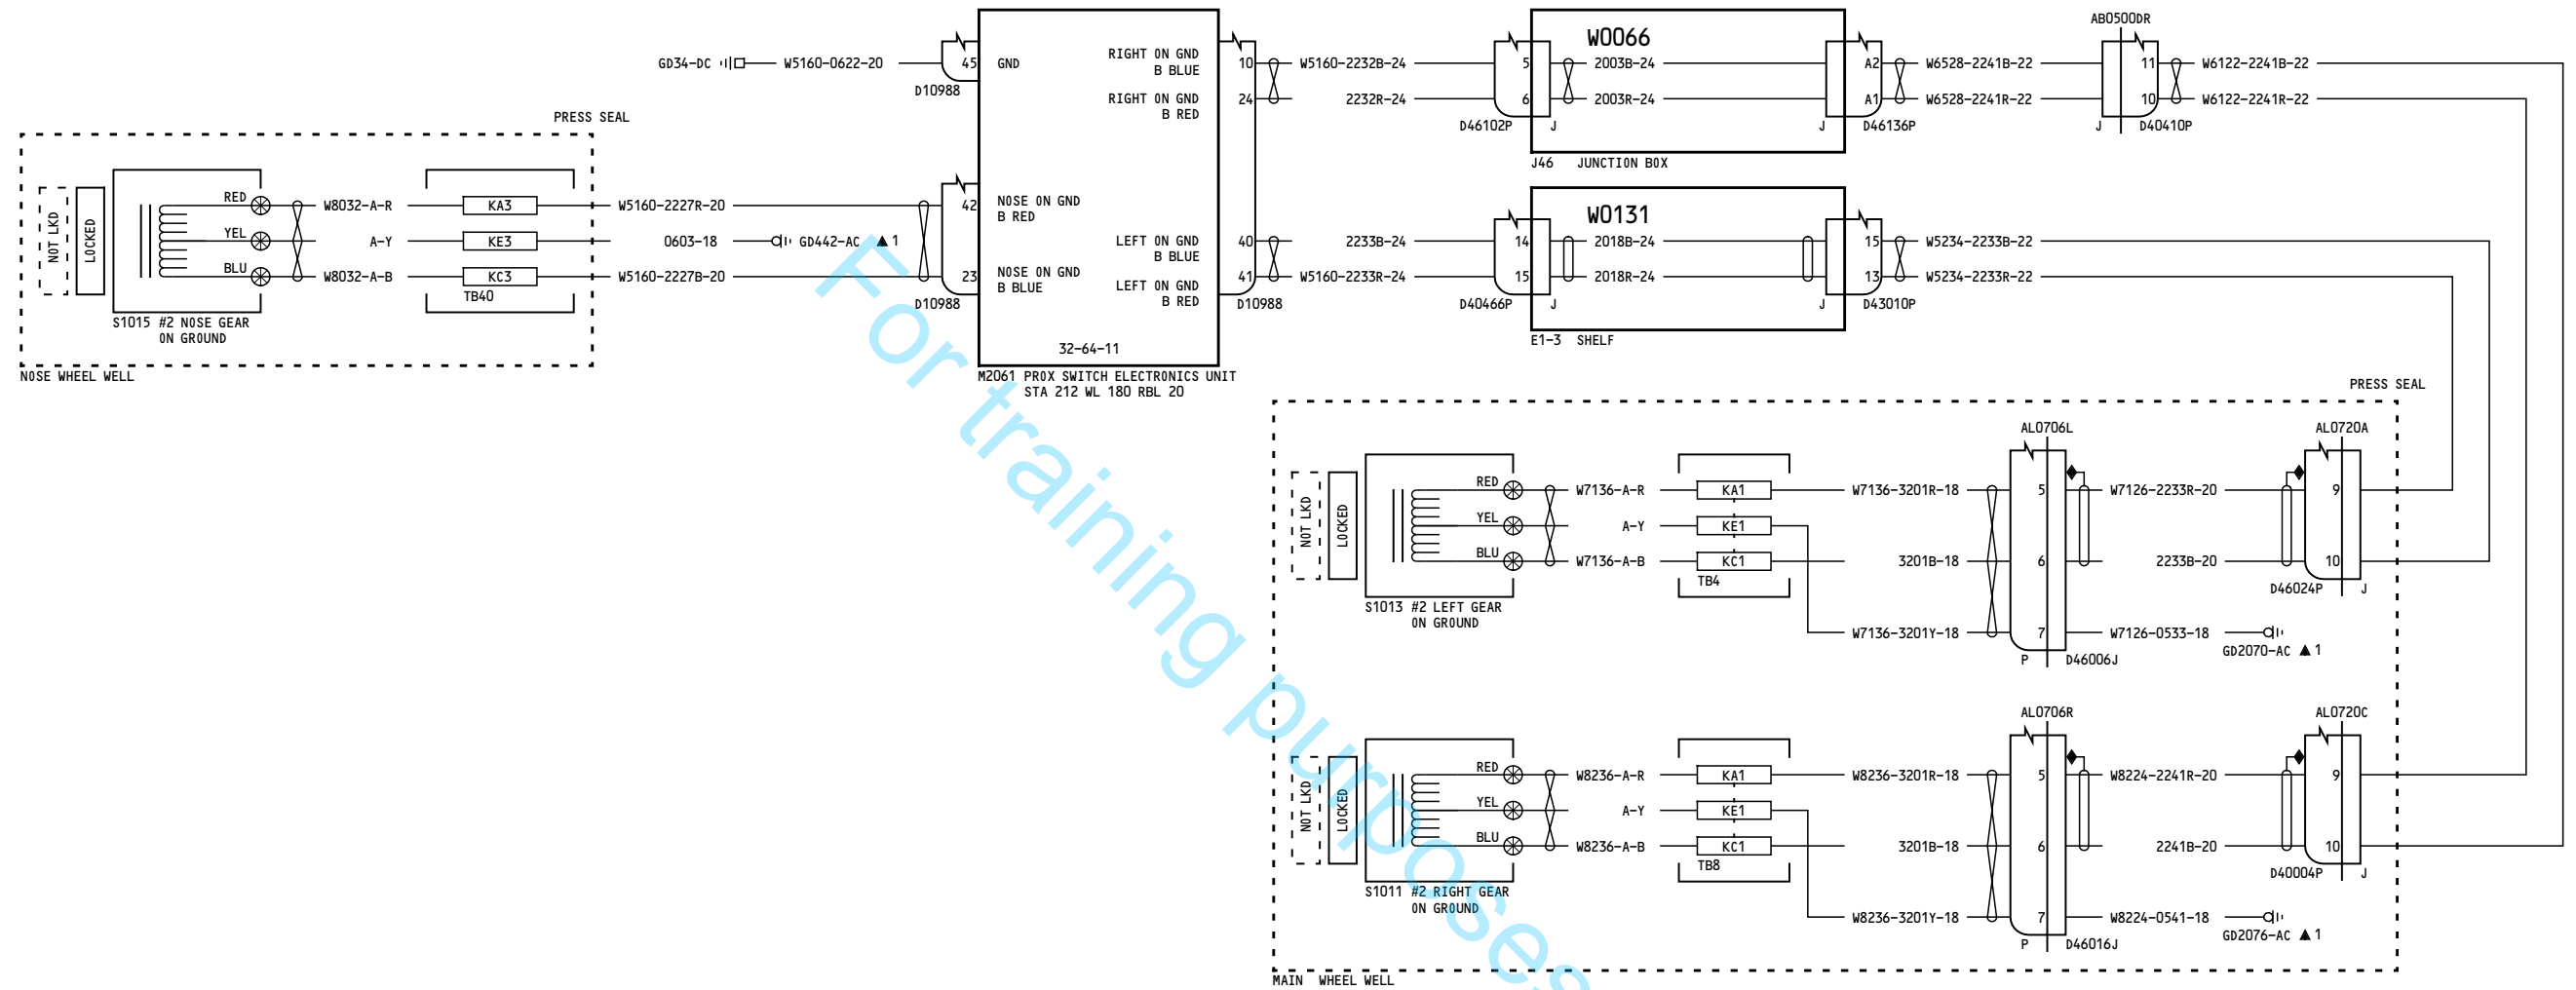 GD34-DC
W5160-0622-20
45
GND
D10988
PRESS SEAL
NOT LKD
LOCKED
RED
YEL
BLU
W8032-A-R
A-Y
W8032-A-B
KA3
KE3
KC3
TB40
S1015 #2 NOSE GEAR
ON GROUND
NOSE WHEEL WELL
W5160-2227R-20
0603-18
GD442-AC ▲ 1
W5160-2227B-20
42
NOSE ON GND
B RED
23
NOSE ON GND
B BLUE
D10988
RIGHT ON GND
B BLUE
10
RIGHT ON GND
B RED
24
LEFT ON GND
B BLUE
40
LEFT ON GND
B RED
41
D10988
32-64-11
M2061 PROX SWITCH ELECTRONICS UNIT
STA 212 WL 180 RBL 20
W5160-2232B-24
2232R-24
5
6
D46102P
J
W0066
2003B-24
2003R-24
J46 JUNCTION BOX
A2
A1
J
D46136P
W6528-2241B-22
W6528-2241R-22
AB0500DR
11
10
J
D40410P
W6122-2241B-22
W6122-2241R-22
2233B-24
W5160-2233R-24
14
15
D40466P
J
W0131
2018B-24
2018R-24
E1-3 SHELF
15
13
J
D43010P
W5234-2233B-22
W5234-2233R-22
PRESS SEAL
NOT LKD
LOCKED
RED
YEL
BLU
W7136-A-R
A-Y
W7136-A-B
KA1
KE1
KC1
TB4
S1013 #2 LEFT GEAR
ON GROUND
W7136-3201R-18
3201B-18
W7136-3201Y-18
AL0706L
5
6
7
P
D46006J
W7126-2233R-20
2233B-20
W7126-0533-18
GD2070-AC ▲ 1
AL0720A
9
10
D46024P
J
NOT LKD
LOCKED
RED
YEL
BLU
W8236-A-R
A-Y
W8236-A-B
KA1
KE1
KC1
TB8
S1011 #2 RIGHT GEAR
ON GROUND
W8236-3201R-18
3201B-18
W8236-3201Y-18
AL0706R
5
6
7
P
D46016J
W8224-2241R-20
2241B-20
W8224-0541-18
GD2076-AC ▲ 1
AL0720C
9
10
D40004P
J
MAIN WHEEL WELL
For training purposes